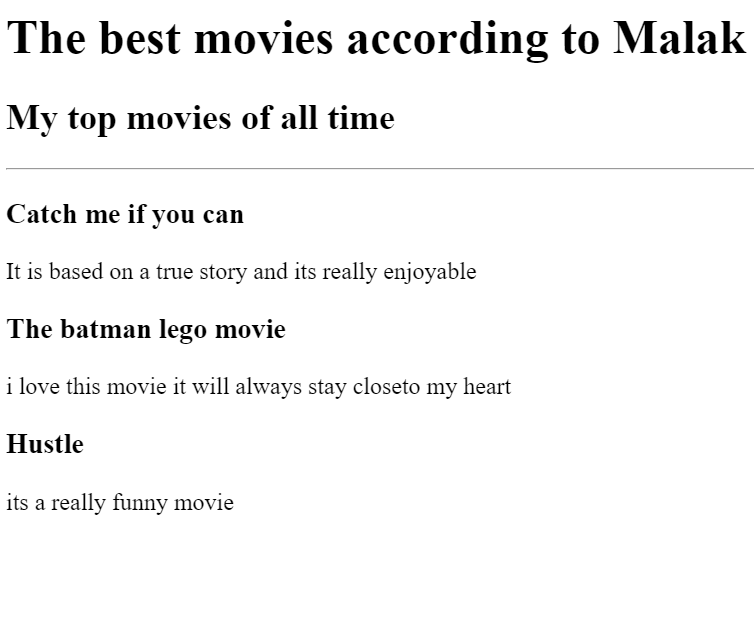 The best movies according to Malak
My top movies of all time
Catch me if you can
It is based on a true story and its really enjoyable
The batman lego movie
i love this movie it will always stay closeto my heart
Hustle
its a really funny movie